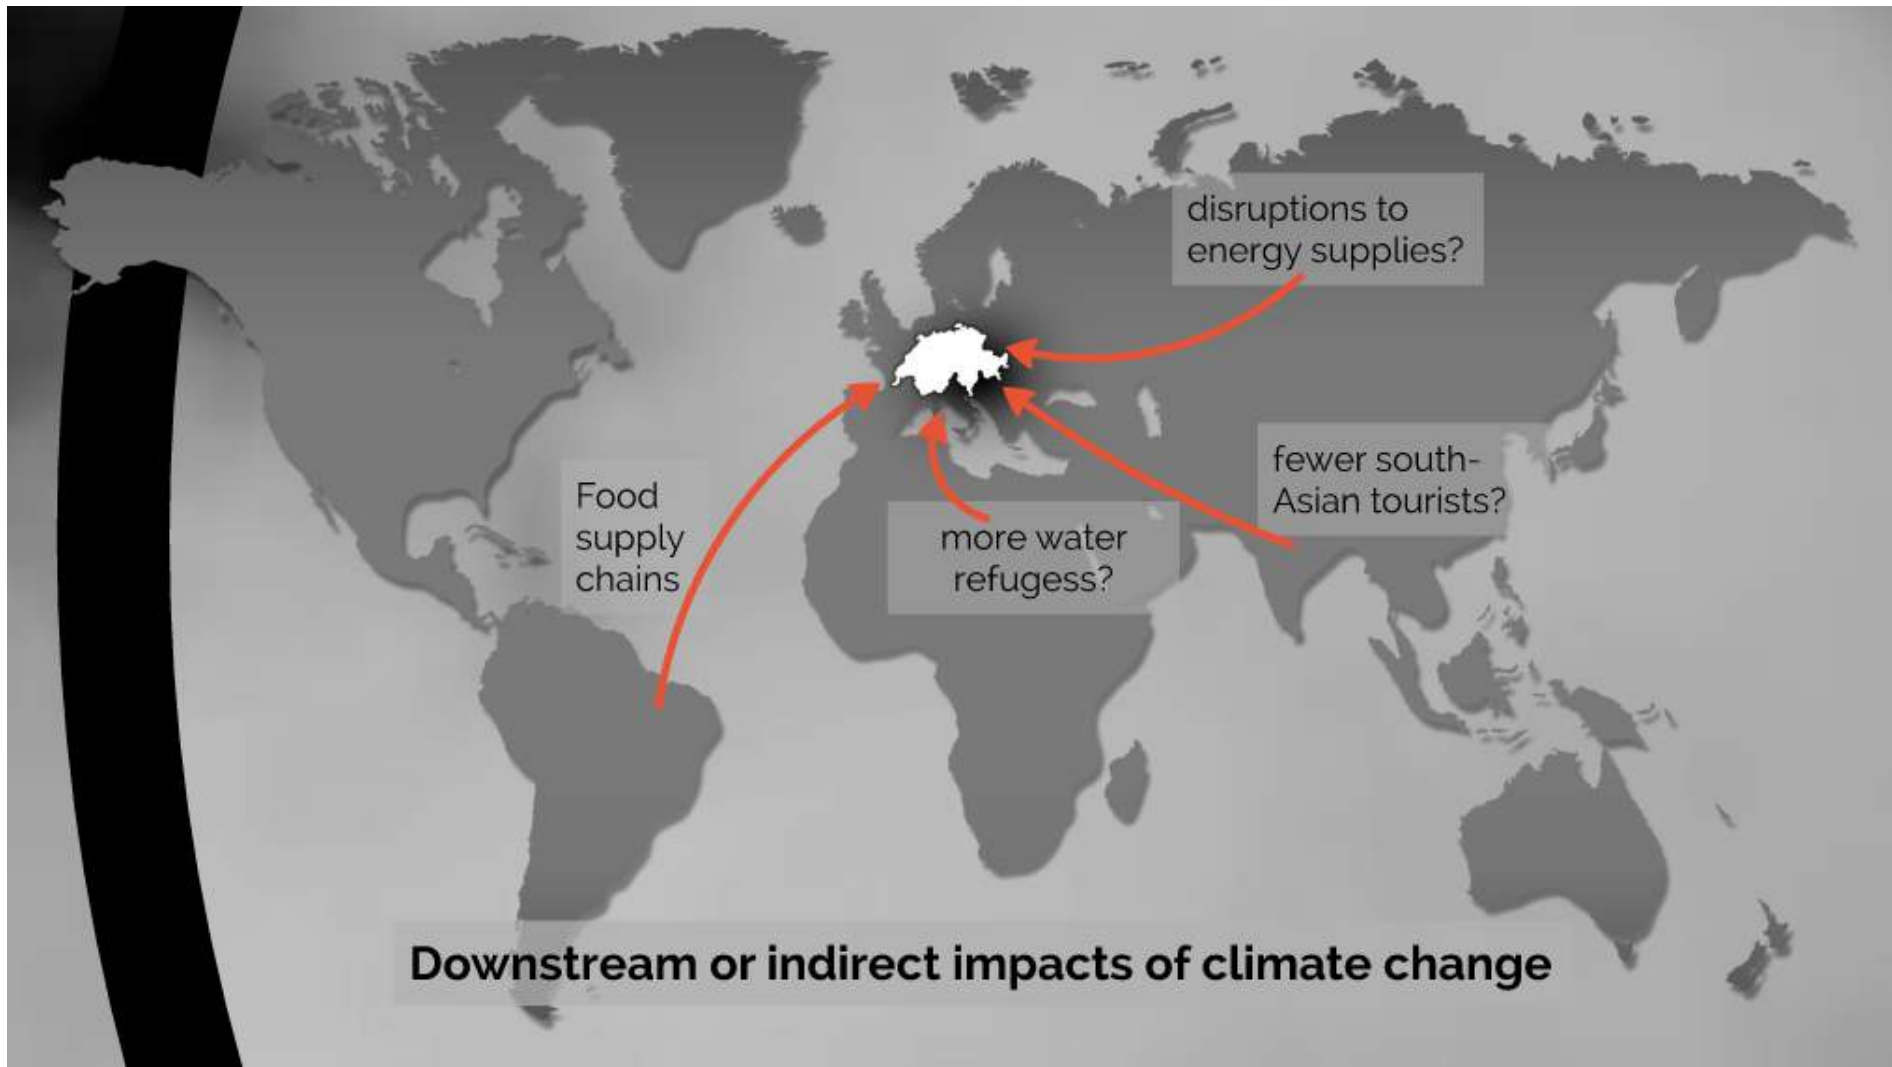 disruptions to
energy supplies?
fewer south-
Asian tourists?
Food
supply
chains
more water
refugess?
Downstream or indirect impacts of climate change